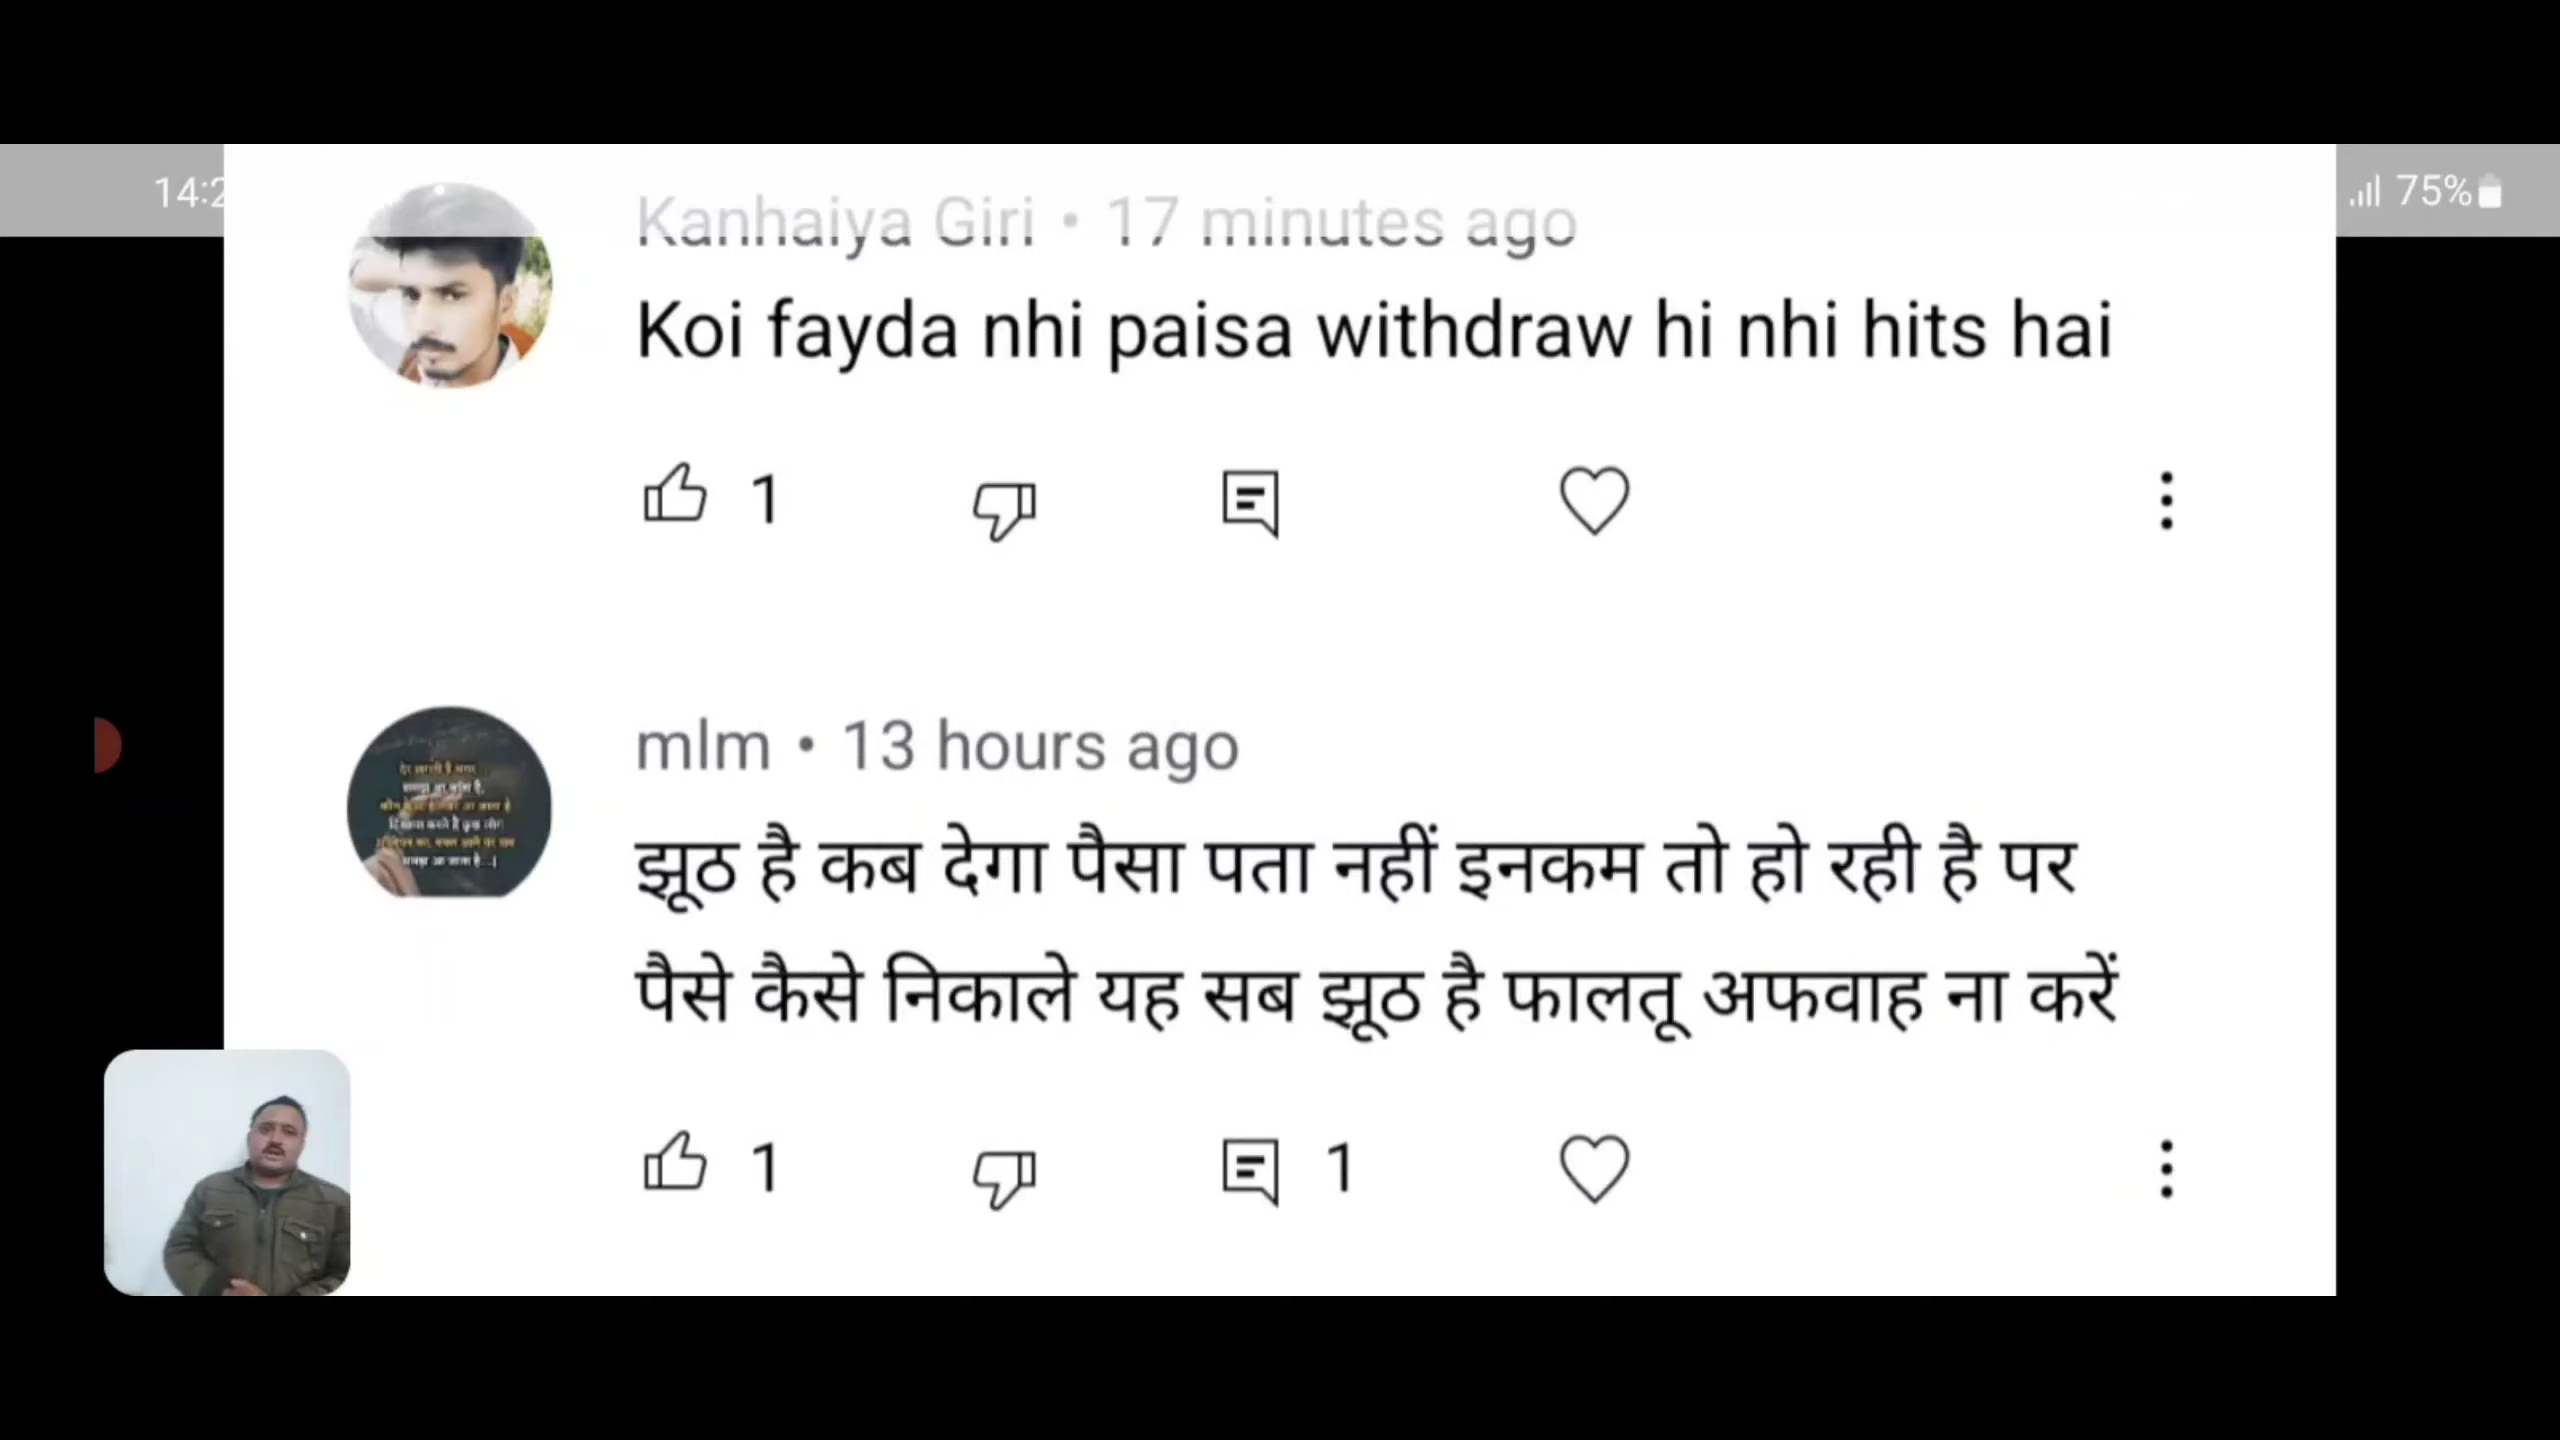 14:2
75%
Kanhaiya Giri • 17 minutes ago
Koi fayda nhi paisa withdraw hi nhi hits hai
1
mlm • 13 hours ago
झूठ है कब देगा पैसा पता नहीं इनकम तो हो रही है पर
पैसे कैसे निकाले यह सब झूठ है फालतू अफवाह ना करें
1 1